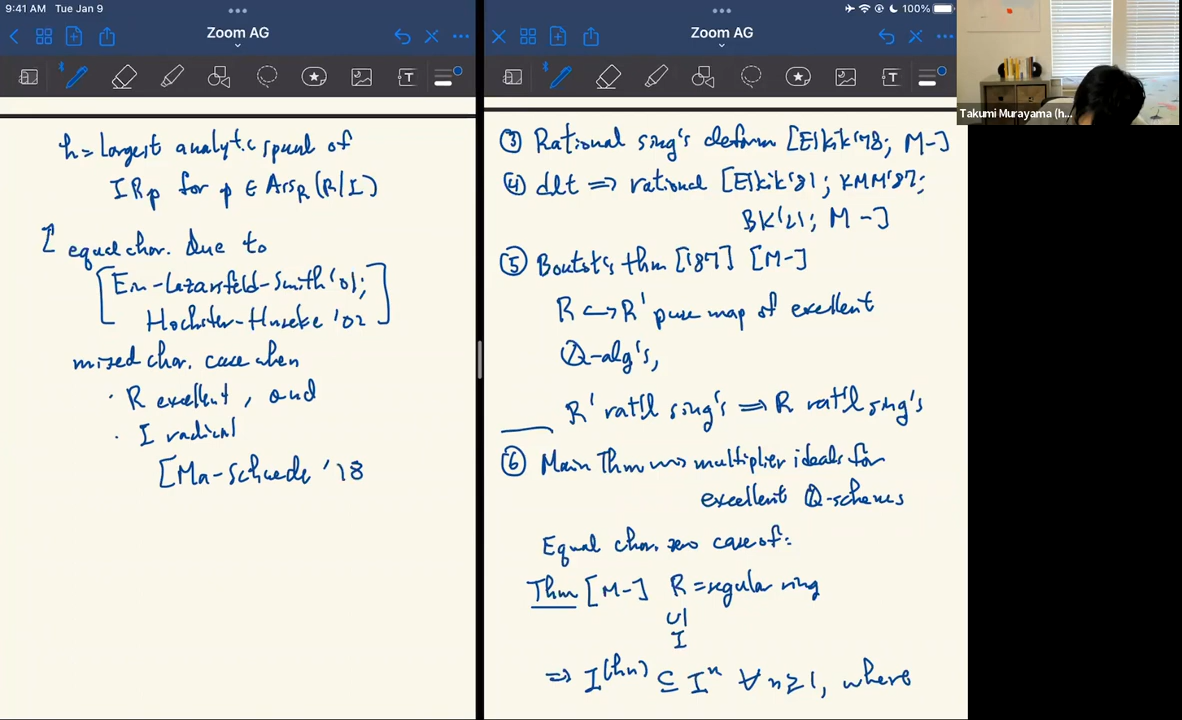 9:41 AM Tue Jan 9
Zoom AG
h = largest analytic spread of
I R_p for p ∈ Ass_R (R/I)
↑ equal char. due to
[Ein-Lazarsfeld-Smith '01;
Hochster-Huneke '02]
mixed char. case when
· R excellent, and
· I radical
[Ma-Schwede '18
100%
Zoom AG
Takumi Murayama (h...
③ Rational sing's deform [Elkik '78; M-]
④ dlt ⇒ rational [Elkik '81; KMM '87;
BK '21; M-]
⑤ Boutot's thm ['87] [M-]
R ↪ R' pure map of excellent
ℚ-alg's,
R' rat'l sing's ⇒ R rat'l sing's
⑥ Main Thm ⇝ multiplier ideals for
excellent ℚ-schemes
Equal char. zero case of:
Thm [M-] R = regular ring
∪|
I
⇒ I^(hn) ⊆ I^n ∀ n ≥ 1, where